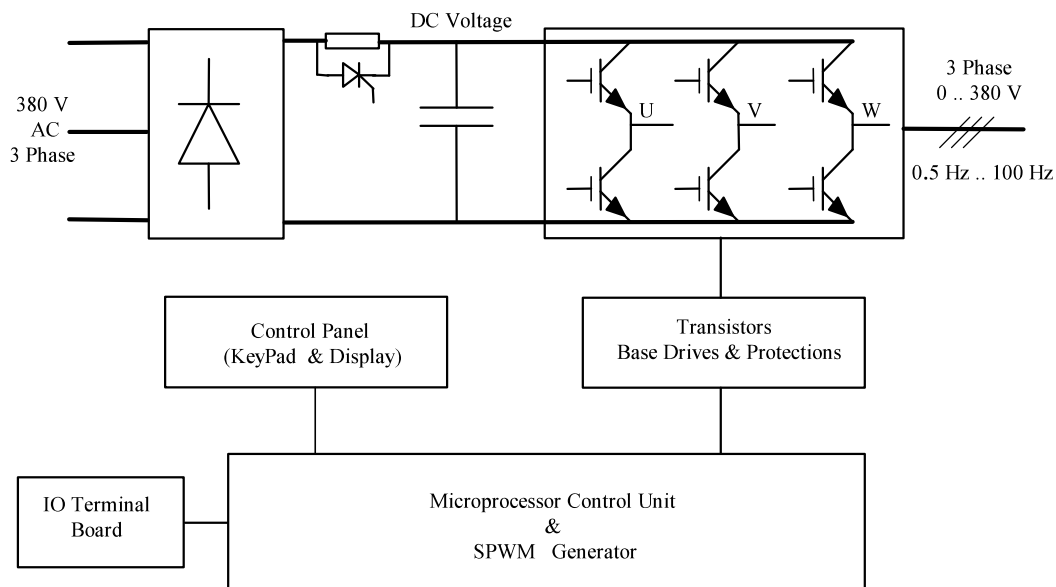 DC Voltage
380 V
AC
3 Phase
U
V
W
3 Phase
0 .. 380 V
0.5 Hz .. 100 Hz
Control Panel
(KeyPad & Display)
Transistors
Base Drives & Protections
IO Terminal
Board
Microprocessor Control Unit
&
SPWM Generator